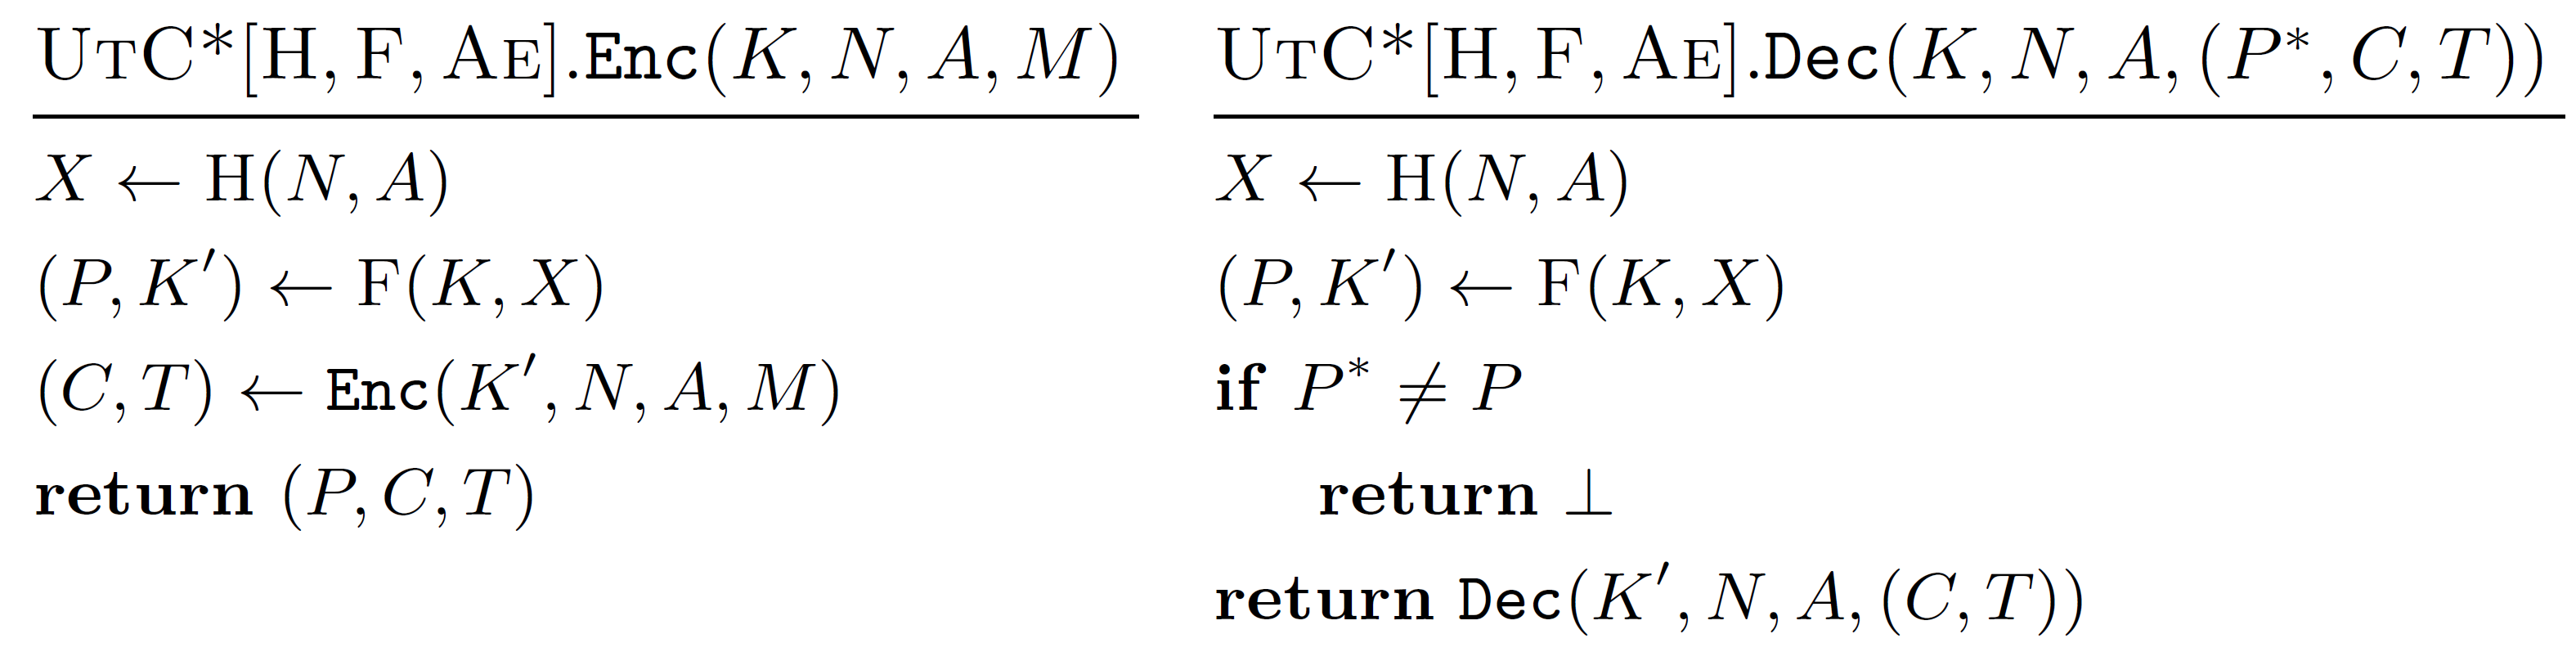 UTC*[H, F, AE].Enc(K, N, A, M)
X ← H(N, A)
(P, K′) ← F(K, X)
(C, T) ← Enc(K′, N, A, M)
return (P, C, T)
UTC*[H, F, AE].Dec(K, N, A, (P*, C, T))
X ← H(N, A)
(P, K′) ← F(K, X)
if P* ≠ P
return ⊥
return Dec(K′, N, A, (C, T))